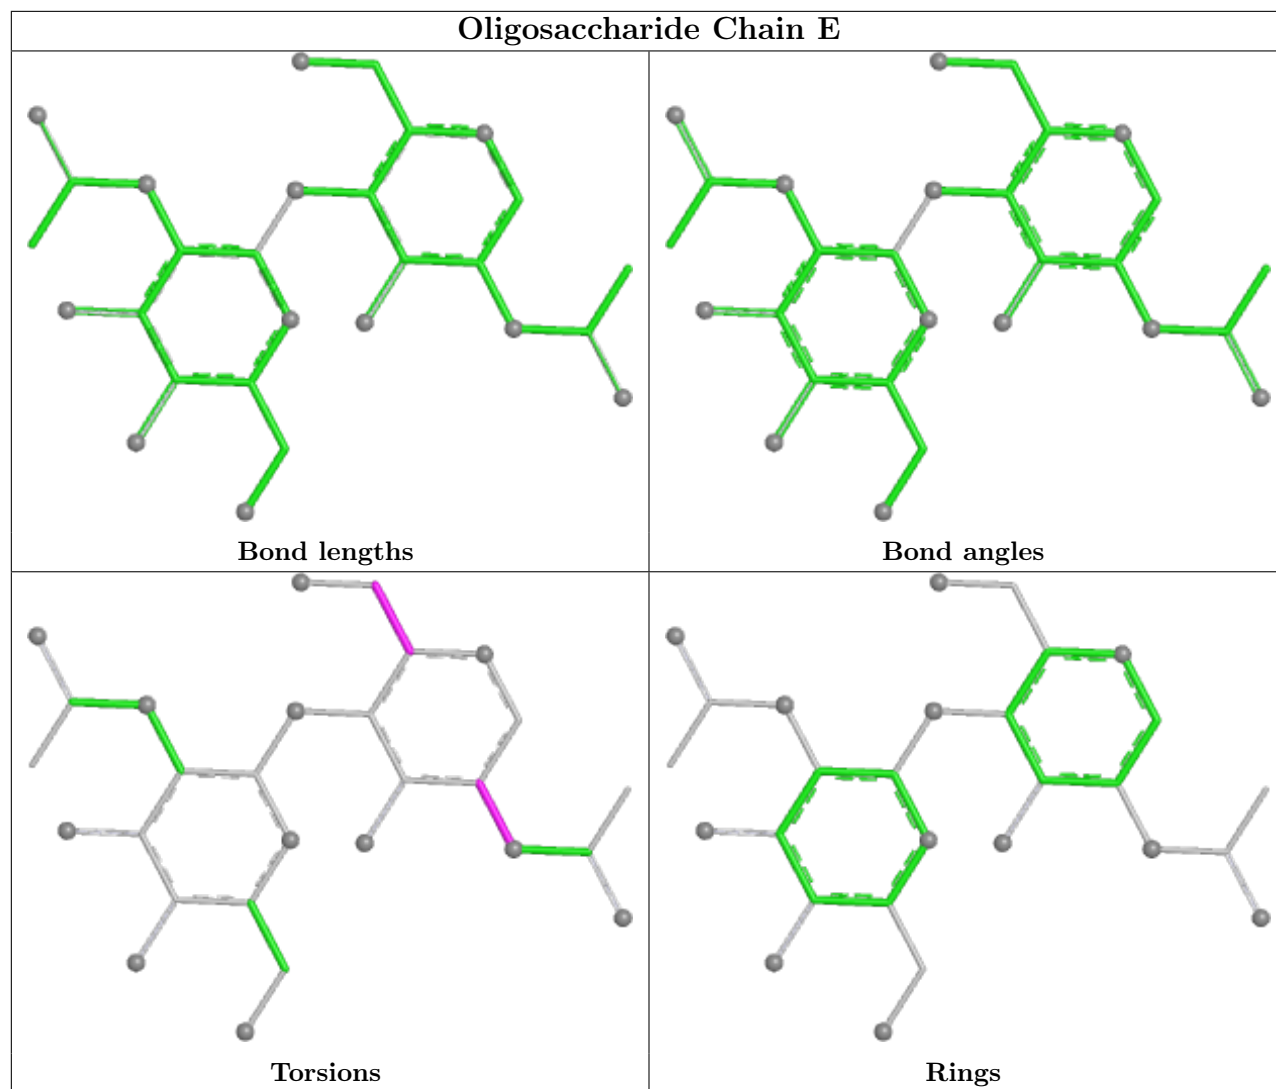 Oligosaccharide Chain E
Bond lengths
Bond angles
Torsions
Rings